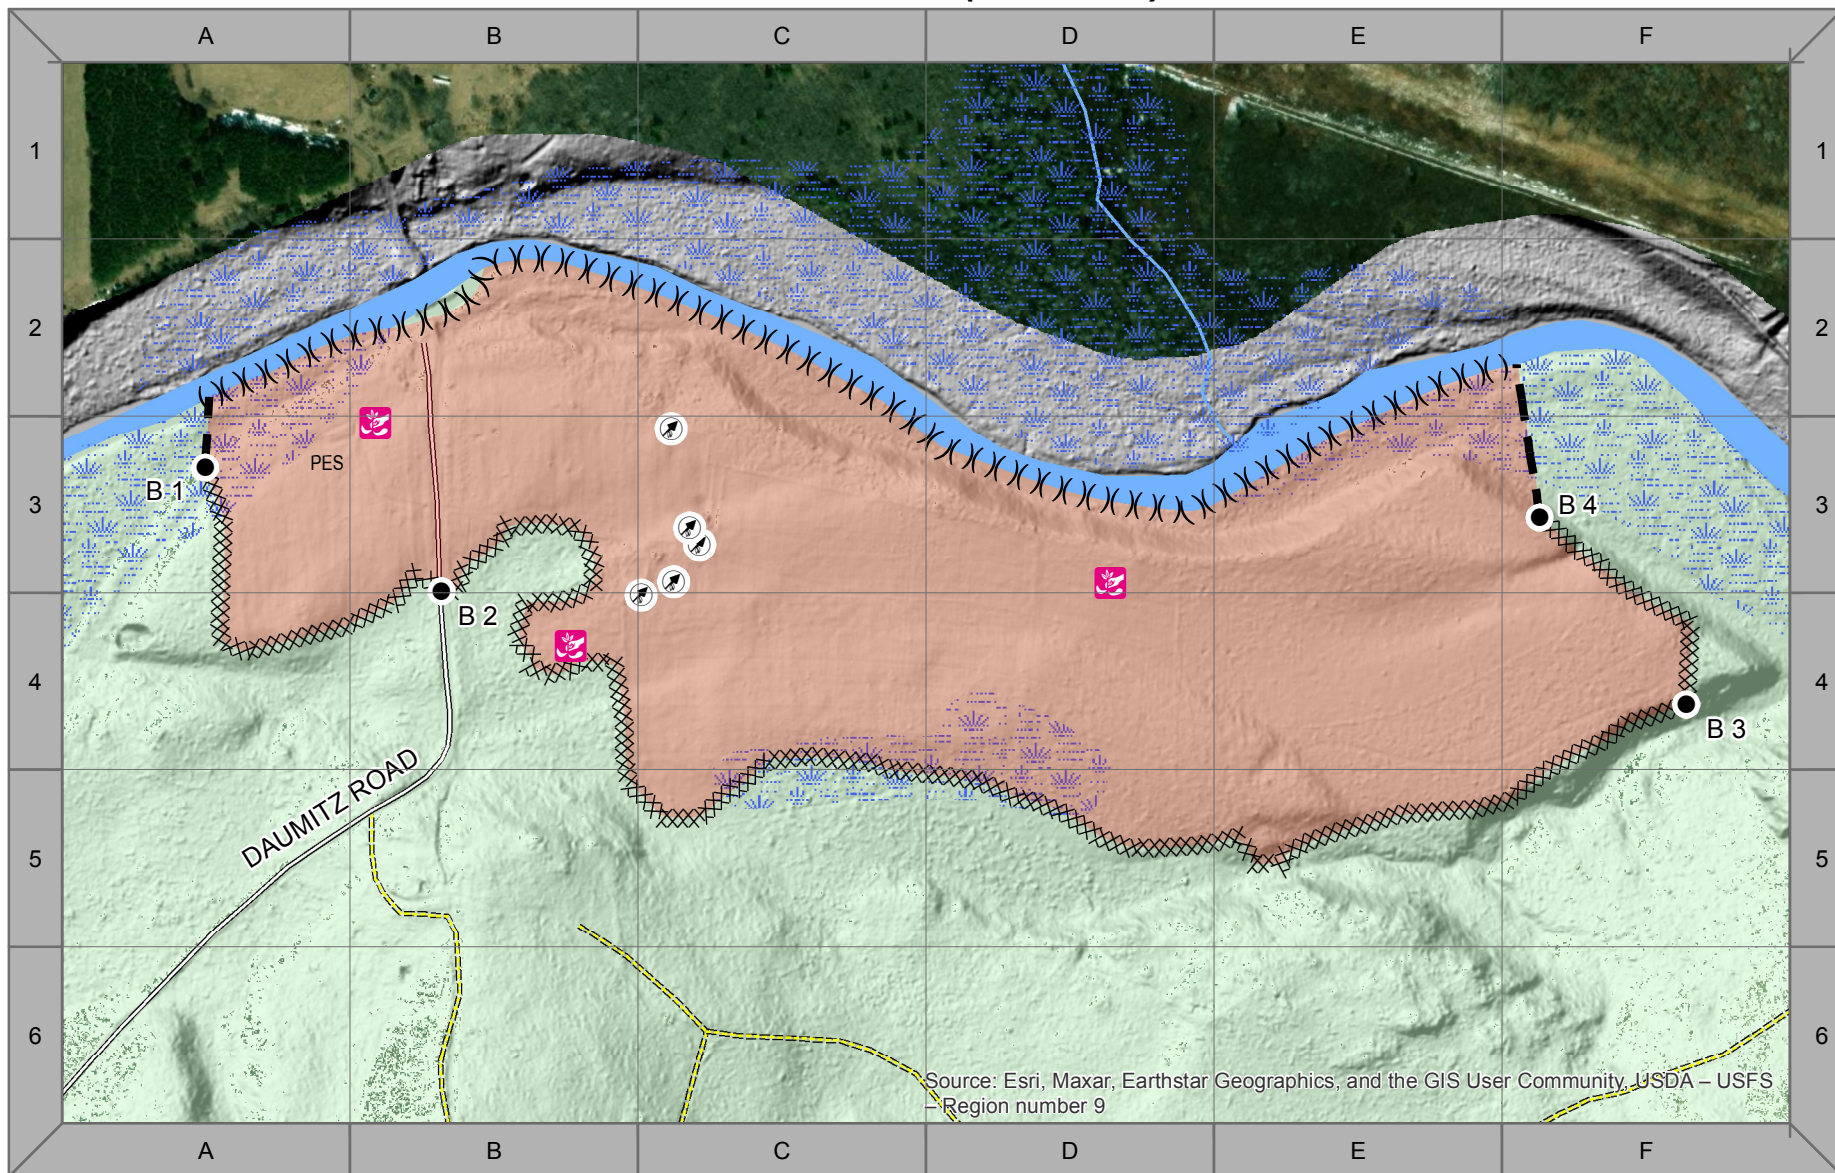 A B C D E F
1 1
2 2
PES
B 1
3 3
B 4
B 2
4 4
B 3
DAUMITZ ROAD
5 5
6 6
Source: Esri, Maxar, Earthstar Geographics, and the GIS User Community, USDA – USFS
– Region number 9
A B C D E F